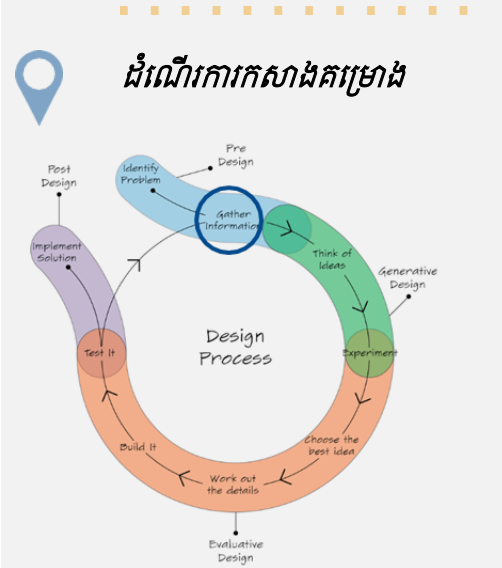 ដំណើរការកសាងគម្រោង
Pre
Design
Identify
Problem
Post
Design
Gather
Information
Implement
Solution
Think of
Ideas
Generative
Design
Design
Process
Test It
Experiment
Choose the
best idea
Build It
Work out
the details
Evaluative
Design